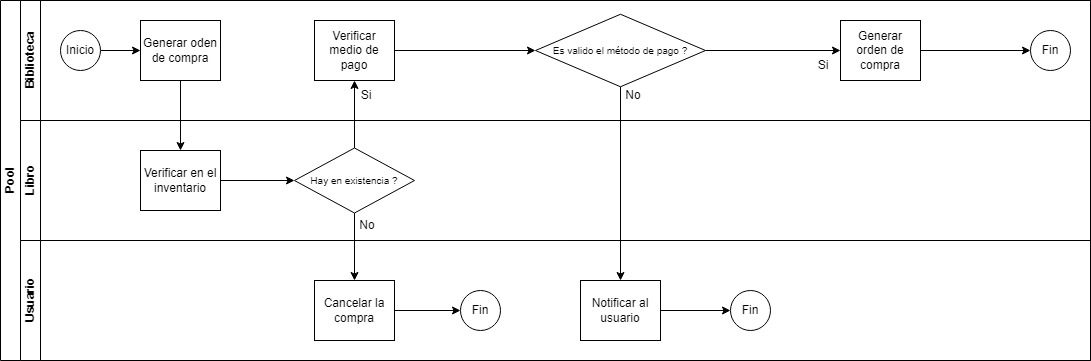 Pool
Biblioteca
Inicio
Generar oden
de compra
Verificar
medio de
pago
Es valido el método de pago ?
Si
Generar
orden de
compra
Fin
Si
No
Libro
Verificar en el
inventario
Hay en existencia ?
No
Usuario
Cancelar la
compra
Fin
Notificar al
usuario
Fin